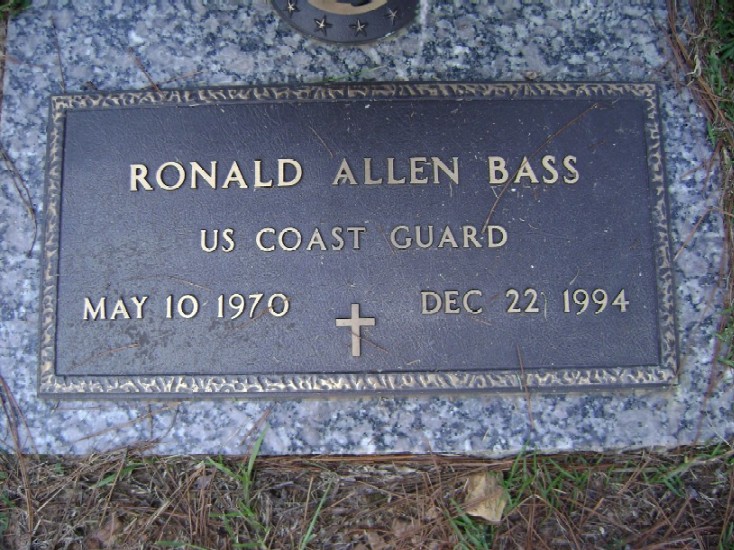 RONALD ALLEN BASS
US COAST GUARD
MAY 10 1970 DEC 22 1994